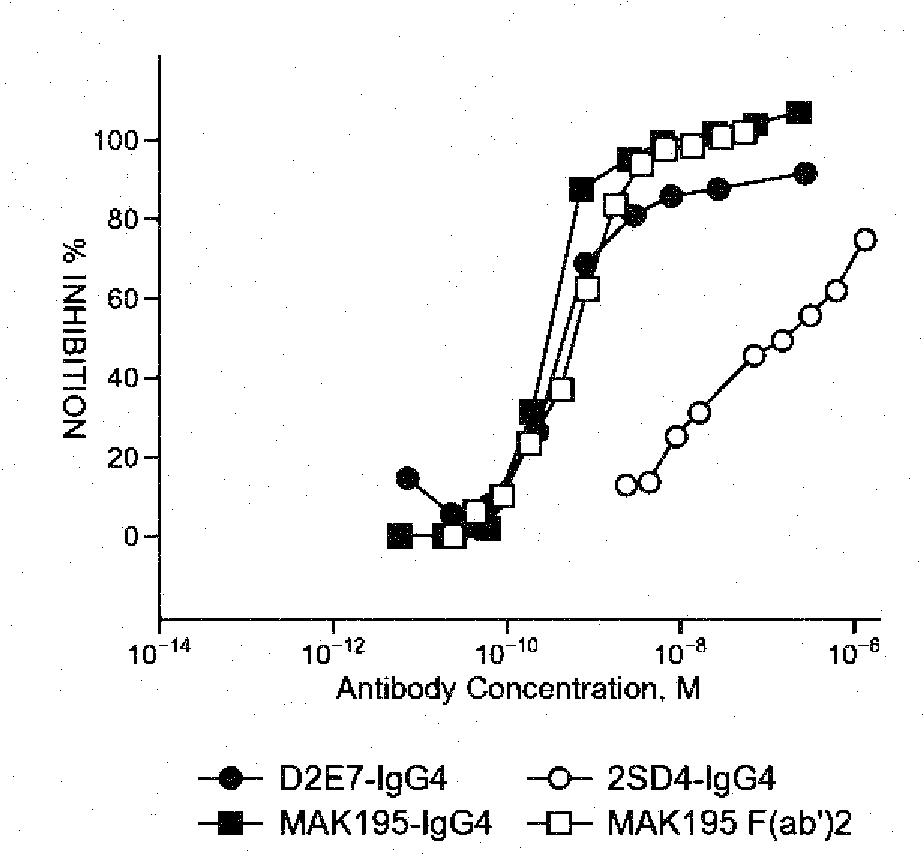 % INHIBITION
100
80
60
40
20
0
10⁻¹⁴ 10⁻¹² 10⁻¹⁰ 10⁻⁸ 10⁻⁶
Antibody Concentration, M
D2E7-IgG4 2SD4-IgG4
MAK195-IgG4 MAK195 F(ab')2